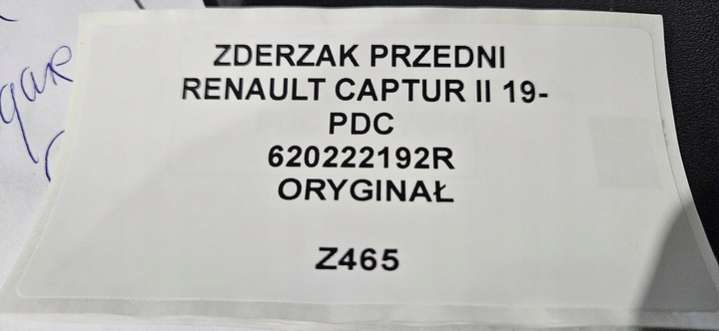 ZDERZAK PRZEDNI
RENAULT CAPTUR II 19-
PDC
620222192R
ORYGINAŁ
Z465